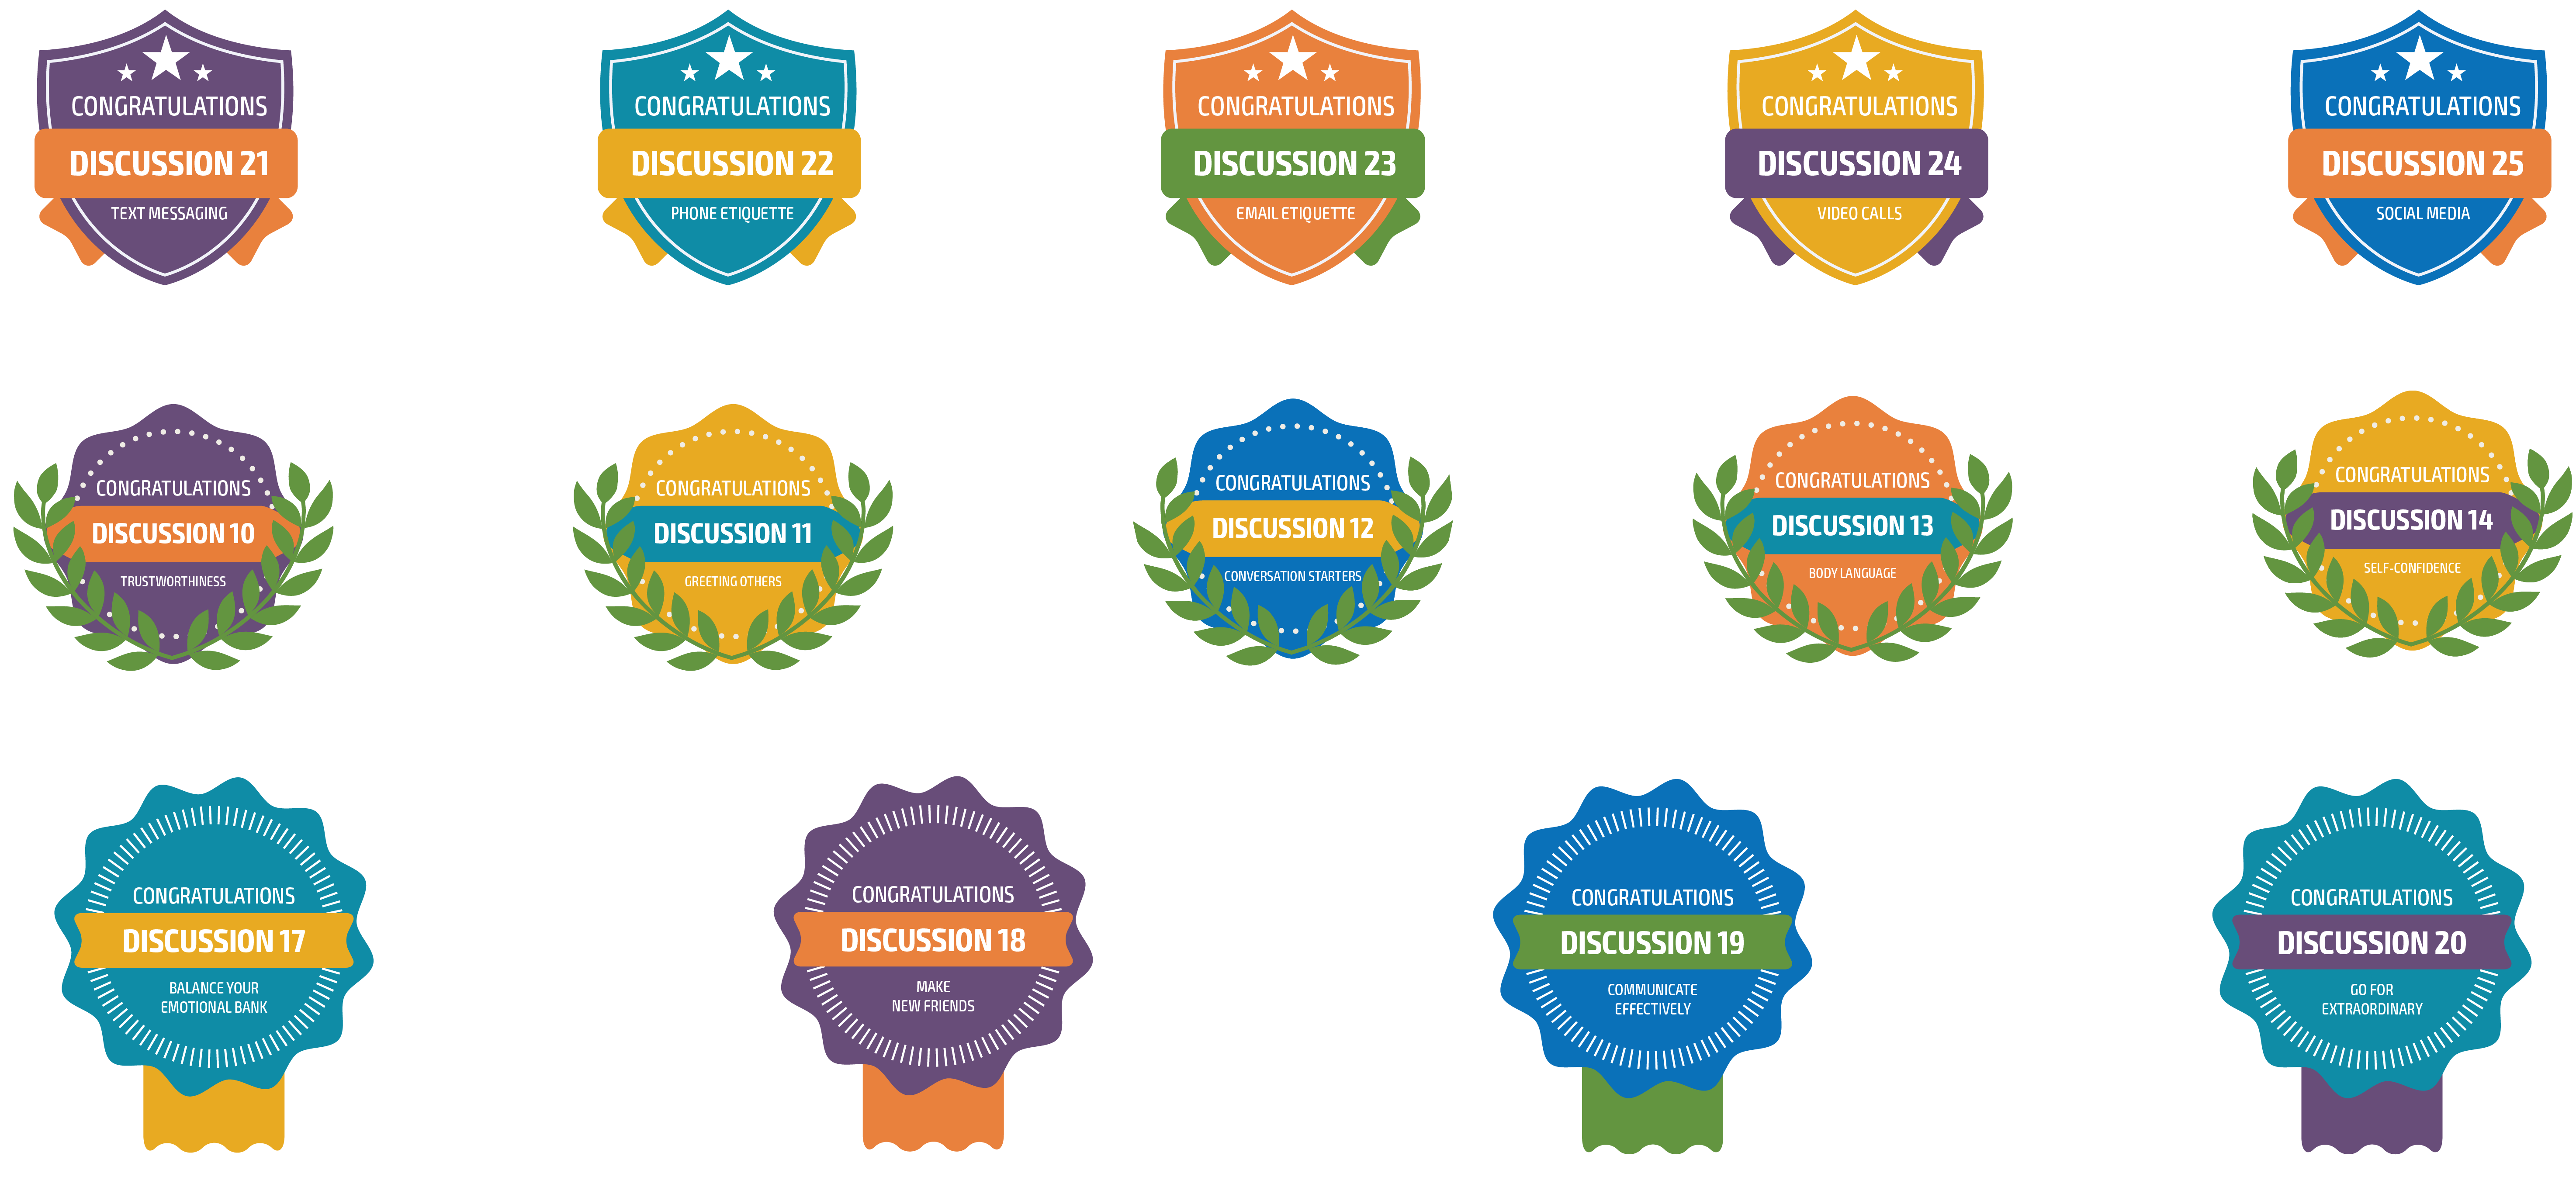 CONGRATULATIONS
DISCUSSION 21
TEXT MESSAGING
CONGRATULATIONS
DISCUSSION 22
PHONE ETIQUETTE
CONGRATULATIONS
DISCUSSION 23
EMAIL ETIQUETTE
CONGRATULATIONS
DISCUSSION 24
VIDEO CALLS
CONGRATULATIONS
DISCUSSION 25
SOCIAL MEDIA
CONGRATULATIONS
DISCUSSION 10
TRUSTWORTHINESS
CONGRATULATIONS
DISCUSSION 11
GREETING OTHERS
CONGRATULATIONS
DISCUSSION 12
CONVERSATION STARTERS
CONGRATULATIONS
DISCUSSION 13
BODY LANGUAGE
CONGRATULATIONS
DISCUSSION 14
SELF-CONFIDENCE
CONGRATULATIONS
DISCUSSION 17
BALANCE YOUR
EMOTIONAL BANK
CONGRATULATIONS
DISCUSSION 18
MAKE
NEW FRIENDS
CONGRATULATIONS
DISCUSSION 19
COMMUNICATE
EFFECTIVELY
CONGRATULATIONS
DISCUSSION 20
GO FOR
EXTRAORDINARY